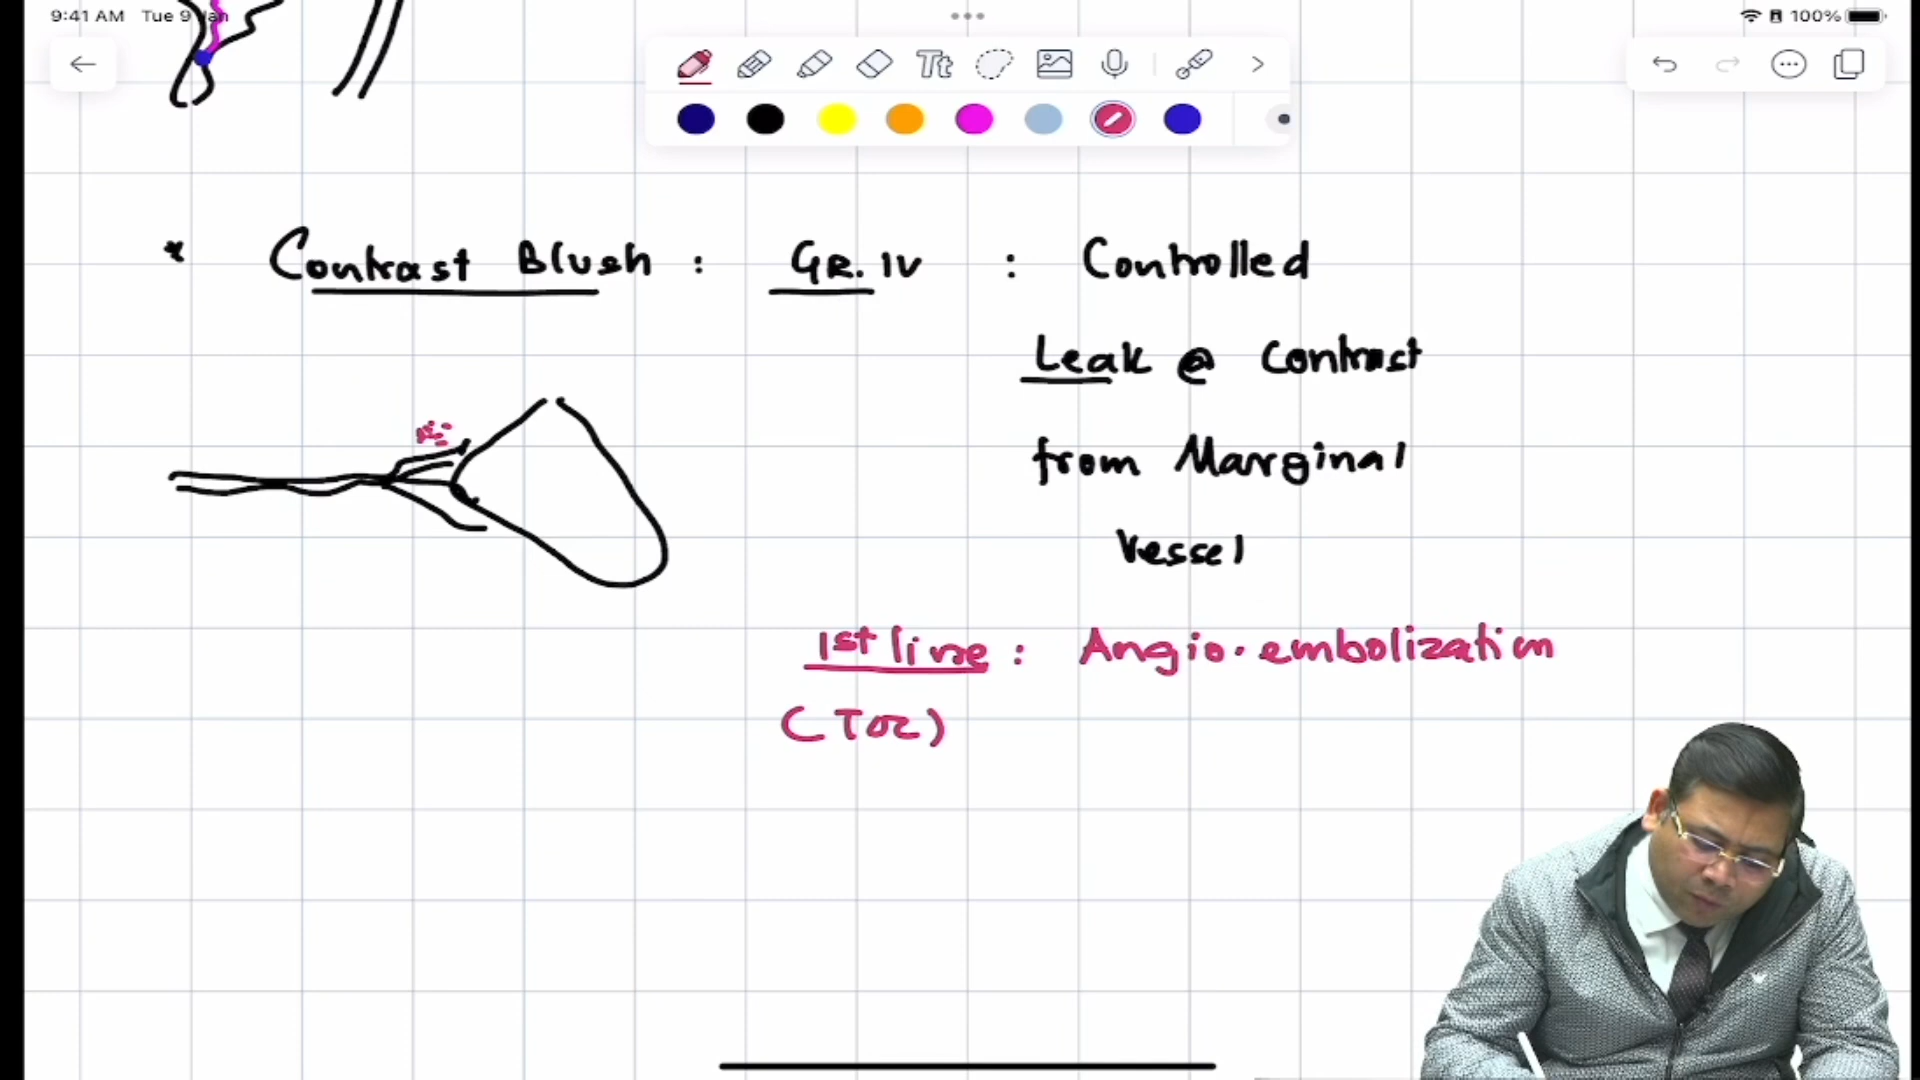 9:41 AM Tue 9 Jan
100%
Tt
* Contrast Blush : GR. IV : Controlled
Leak @ Contrast
from Marginal
Vessel
1st line : Angio-embolization
(TOC)